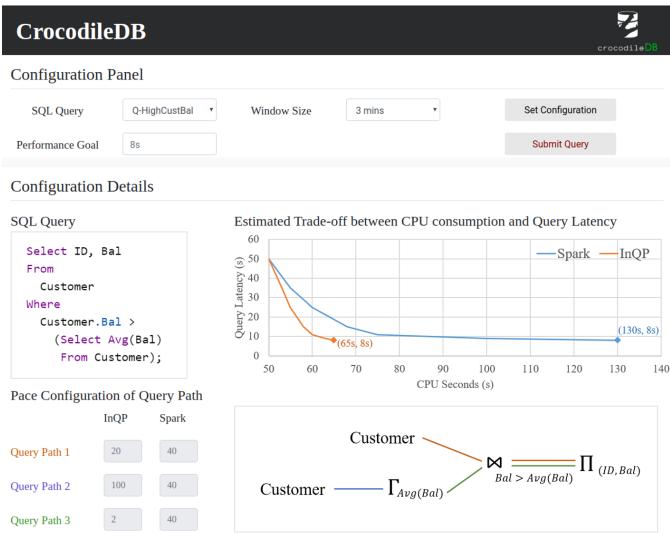 CrocodileDB
crocodileDB
Configuration Panel
SQL Query Q-HighCustBal Window Size 3 mins Set Configuration
Performance Goal 8s Submit Query
Configuration Details
SQL Query
Select ID, Bal
From
Customer
Where
Customer.Bal >
(Select Avg(Bal)
From Customer);
Estimated Trade-off between CPU consumption and Query Latency
Query Latency (s)
60
50
40
30
20
10
0
Spark InQP
(65s, 8s)
(130s, 8s)
50 60 70 80 90 100 110 120 130 140
CPU Seconds (s)
Pace Configuration of Query Path
InQP Spark
Query Path 1 20 40
Query Path 2 100 40
Query Path 3 2 40
Customer
⋈ Π (ID,Bal)
Bal > Avg(Bal)
Customer Γ Avg(Bal)